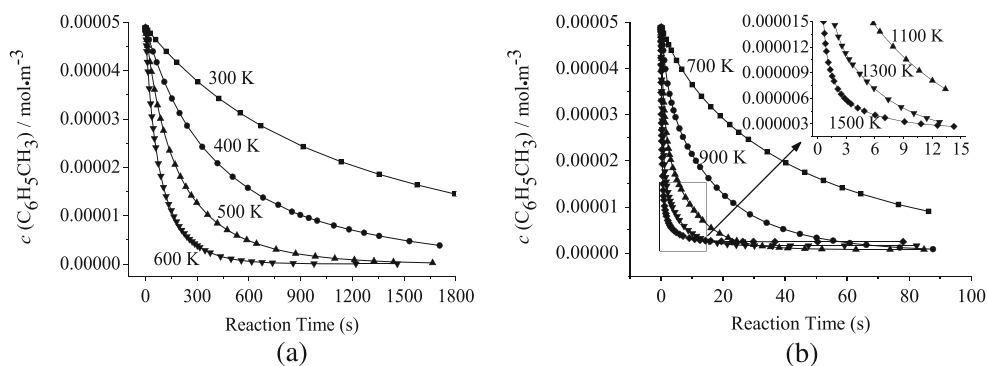 c (C6H5CH3) / mol·m-3
0.00005
0.00004
0.00003
0.00002
0.00001
0.00000
300 K
400 K
500 K
600 K
0 300 600 900 1200 1500 1800
Reaction Time (s)
(a)
c (C6H5CH3) / mol·m-3
0.00005
0.00004
0.00003
0.00002
0.00001
0.00000
700 K
900 K
0 20 40 60 80 100
Reaction Time (s)
(b)
0.000015
0.000012
0.000009
0.000006
0.000003
1100 K
1300 K
1500 K
0 3 6 9 12 15